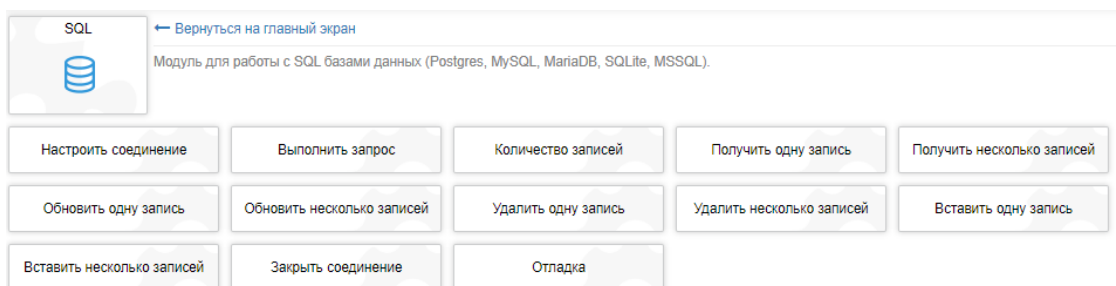 SQL
← Вернуться на главный экран
Модуль для работы с SQL базами данных (Postgres, MySQL, MariaDB, SQLite, MSSQL).
Настроить соединение
Выполнить запрос
Количество записей
Получить одну запись
Получить несколько записей
Обновить одну запись
Обновить несколько записей
Удалить одну запись
Удалить несколько записей
Вставить одну запись
Вставить несколько записей
Закрыть соединение
Отладка